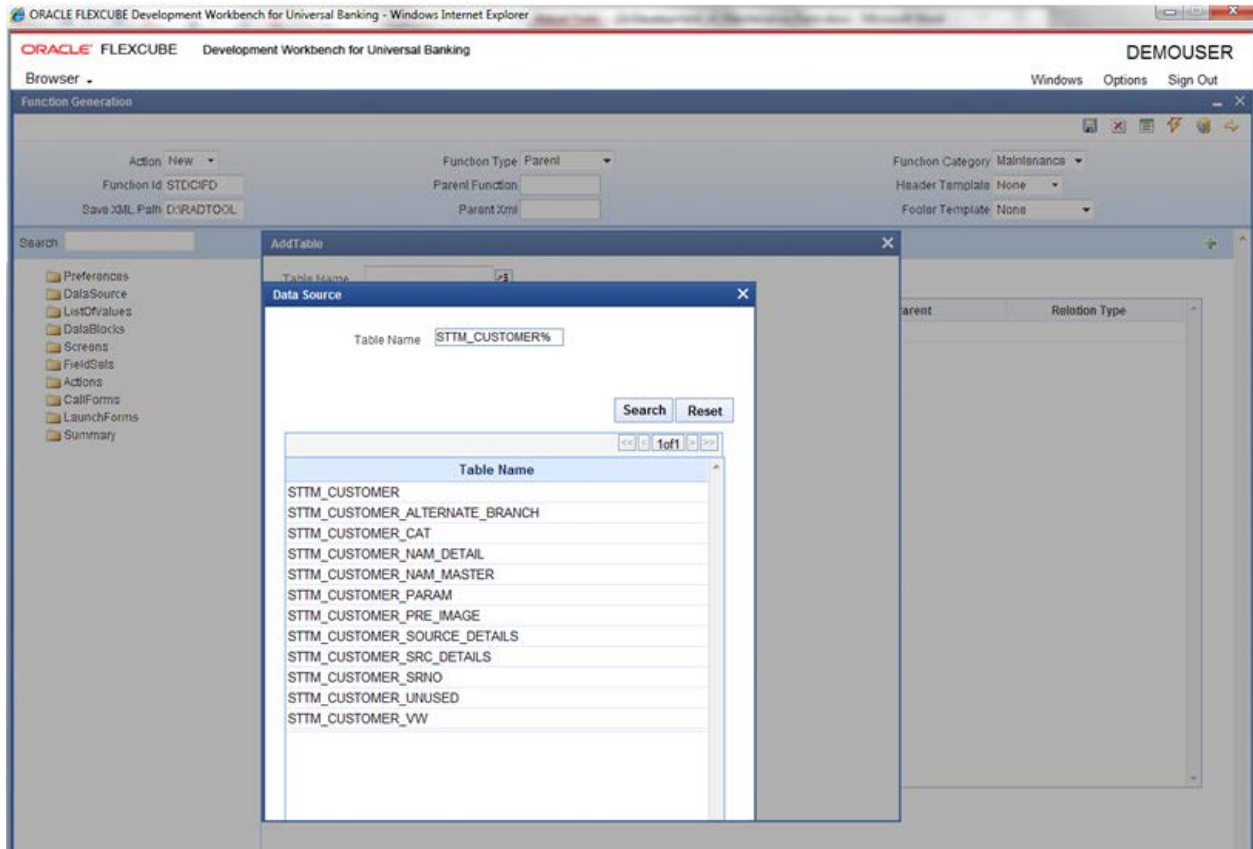 ORACLE FLEXCUBE Development Workbench for Universal Banking - Windows Internet Explorer
ORACLE FLEXCUBE Development Workbench for Universal Banking
DEMOUSER
Browser
Windows Options Sign Out
Function Generation
Action New Function Type Parent Function Category Maintenance
Function Id STDCIFD Parent Function Header Template None
Save XML Path D:\RADTOOL Parent Xml Footer Template None
Search
Preferences
DataSource
ListOfValues
DataBlocks
Screens
FieldSets
Actions
CallForms
LaunchForms
Summary
AddTable
Table Name
arent Relation Type
Data Source
Table Name STTM_CUSTOMER%
Search Reset
<< < 1of1 > >>
Table Name
STTM_CUSTOMER
STTM_CUSTOMER_ALTERNATE_BRANCH
STTM_CUSTOMER_CAT
STTM_CUSTOMER_NAM_DETAIL
STTM_CUSTOMER_NAM_MASTER
STTM_CUSTOMER_PARAM
STTM_CUSTOMER_PRE_IMAGE
STTM_CUSTOMER_SOURCE_DETAILS
STTM_CUSTOMER_SRC_DETAILS
STTM_CUSTOMER_SRNO
STTM_CUSTOMER_UNUSED
STTM_CUSTOMER_VW